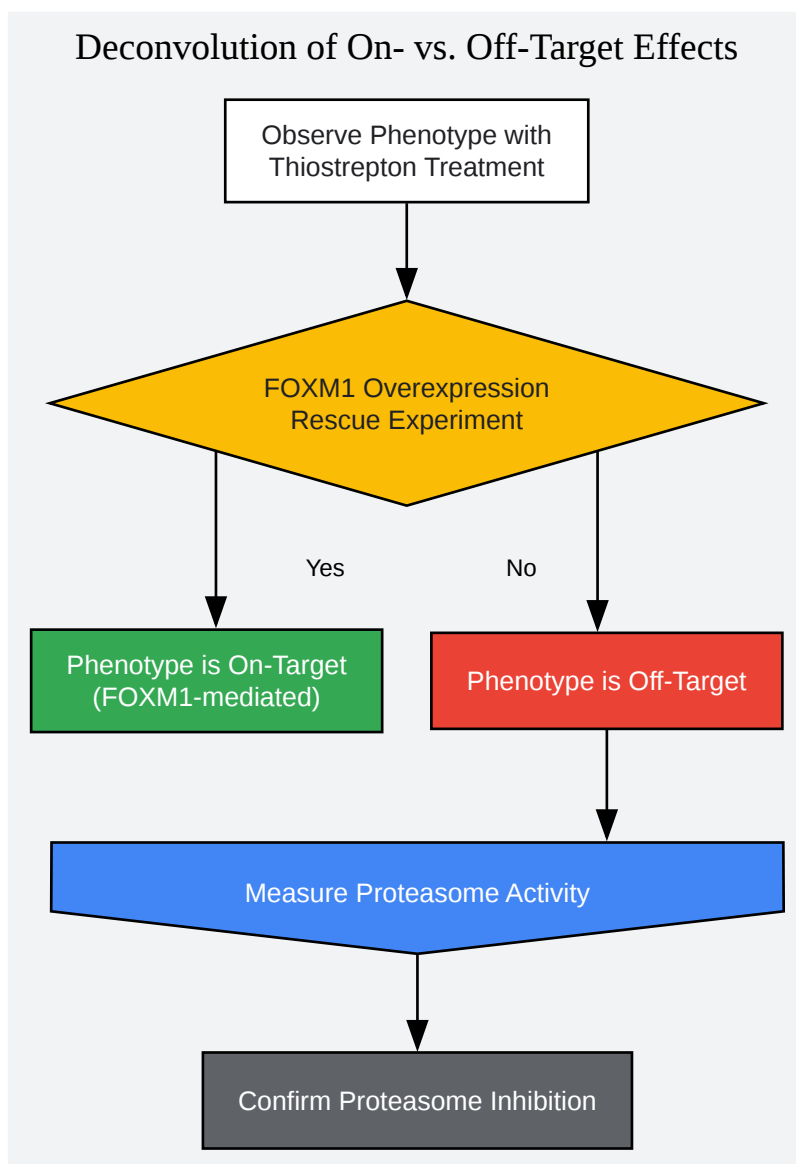 Deconvolution of On- vs. Off-Target Effects
Observe Phenotype with
Thiostrepton Treatment
FOXM1 Overexpression
Rescue Experiment
Yes
No
Phenotype is On-Target
(FOXM1-mediated)
Phenotype is Off-Target
Measure Proteasome Activity
Confirm Proteasome Inhibition